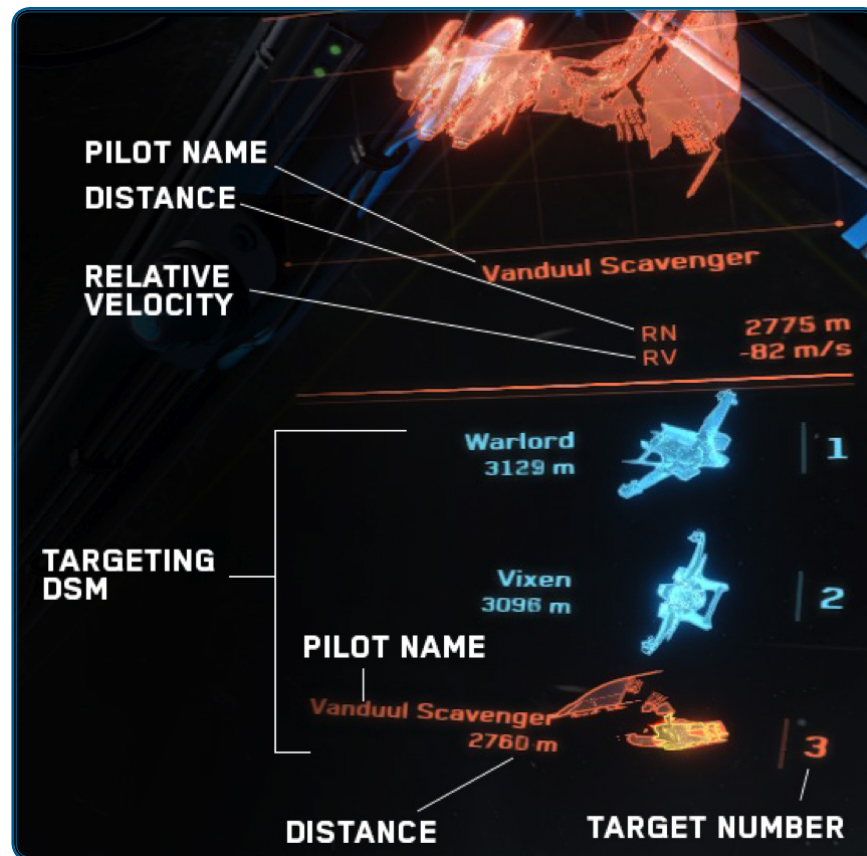 PILOT NAME
DISTANCE
RELATIVE
VELOCITY
Vanduul Scavenger
RN 2775 m
RV -82 m/s
Warlord
3129 m
1
TARGETING
DSM
Vixen
3096 m
2
PILOT NAME
Vanduul Scavenger
2760 m
3
DISTANCE
TARGET NUMBER